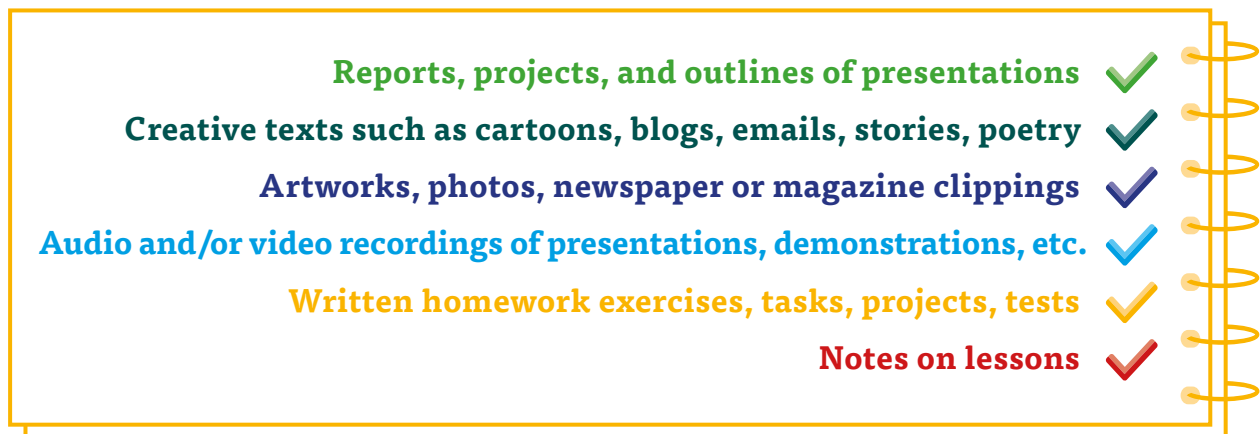 Reports, projects, and outlines of presentations
Creative texts such as cartoons, blogs, emails, stories, poetry
Artworks, photos, newspaper or magazine clippings
Audio and/or video recordings of presentations, demonstrations, etc.
Written homework exercises, tasks, projects, tests
Notes on lessons